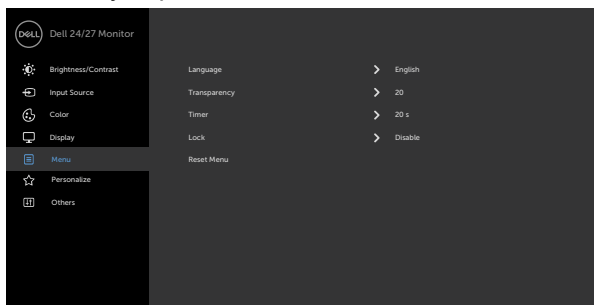 DELL Dell 24/27 Monitor
Brightness/Contrast
Input Source
Color
Display
Menu
Personalize
Others
Language English
Transparency 20
Timer 20 s
Lock Disable
Reset Menu